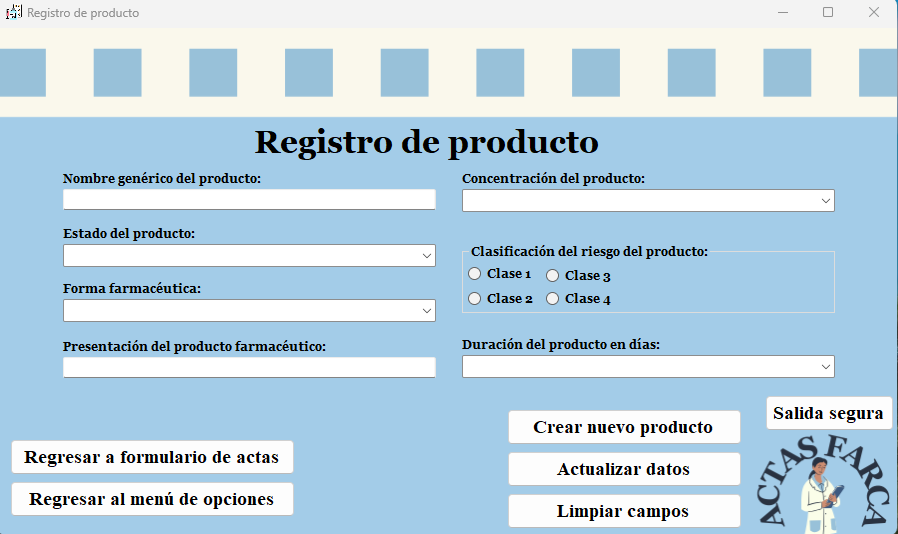 Registro de producto
Registro de producto
Nombre genérico del producto:
Concentración del producto:
Estado del producto:
Clasificación del riesgo del producto:
Clase 1
Clase 3
Clase 2
Clase 4
Forma farmacéutica:
Presentación del producto farmacéutico:
Duración del producto en días:
Salida segura
Crear nuevo producto
Regresar a formulario de actas
Actualizar datos
Regresar al menú de opciones
Limpiar campos
ACTAS FARCA